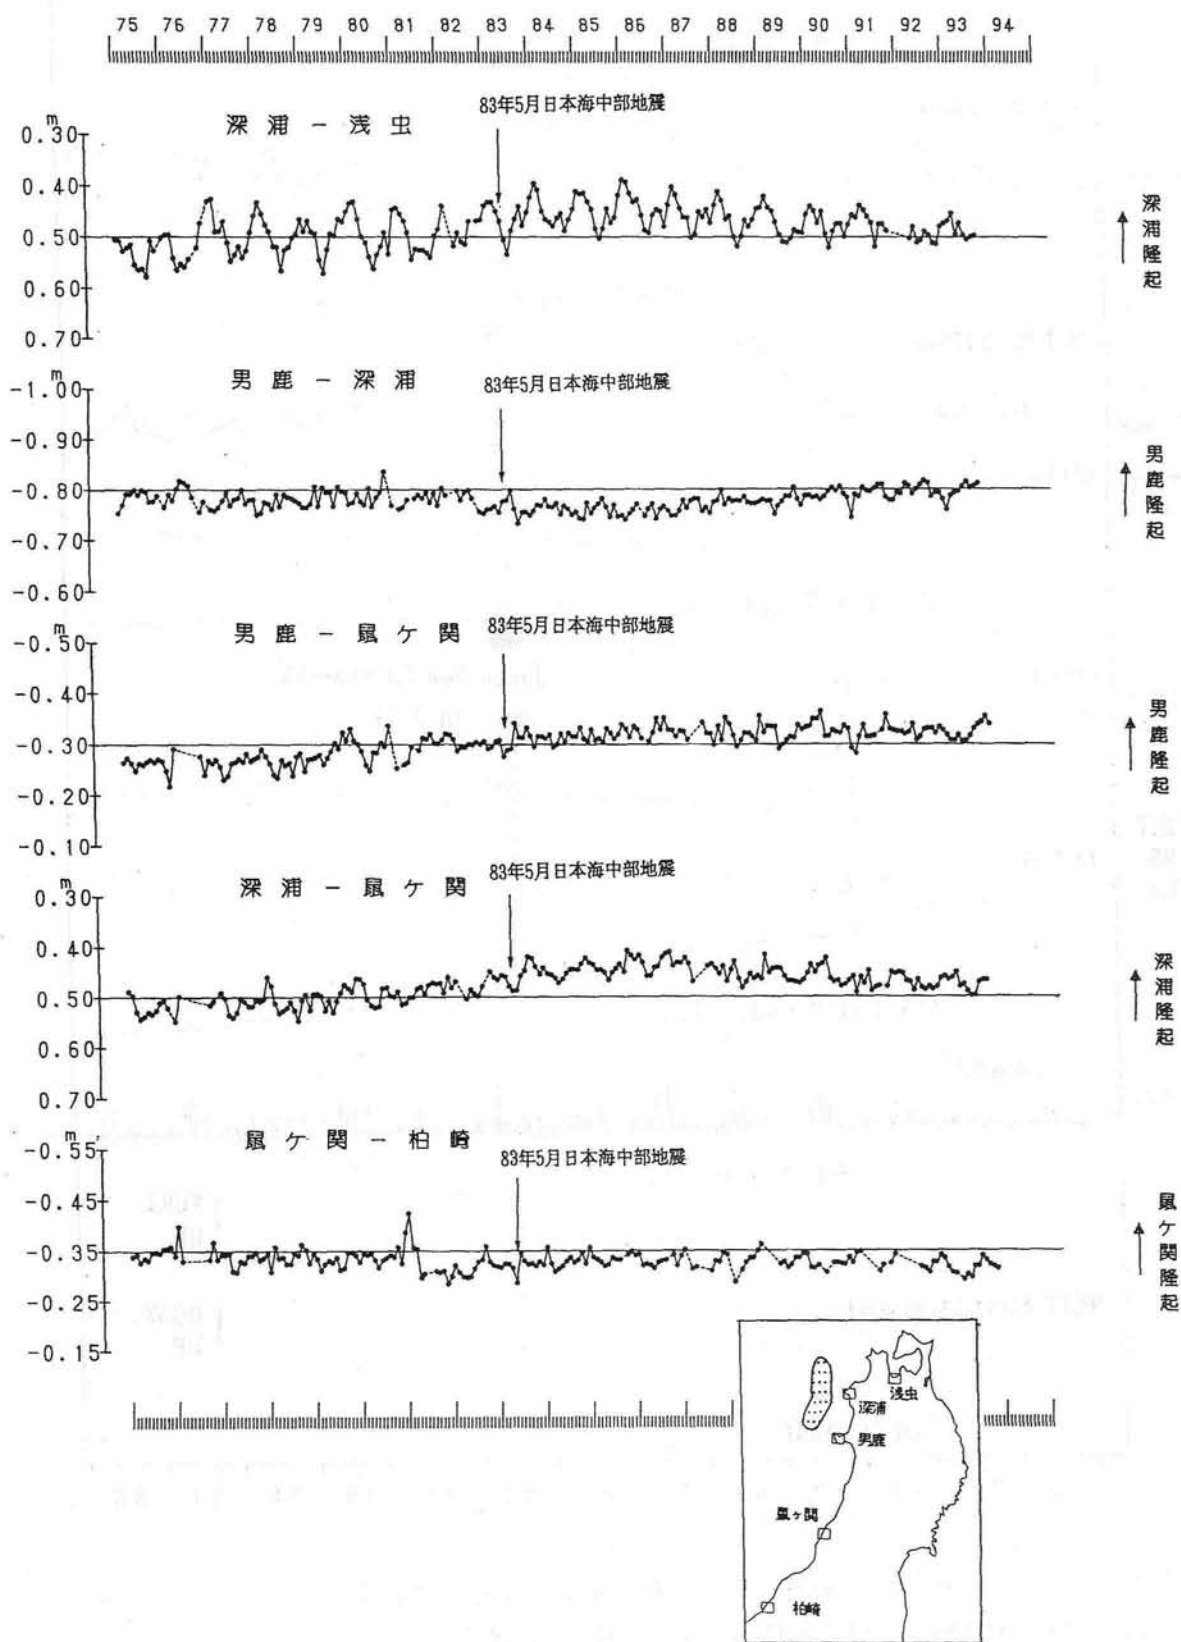 75 76 77 78 79 80 81 82 83 84 85 86 87 88 89 90 91 92 93 94
83年5月日本海中部地震
深浦－浅虫
m
0.30
0.40
0.50
0.60
0.70
深浦隆起
83年5月日本海中部地震
男鹿－深浦
m
-1.00
-0.90
-0.80
-0.70
-0.60
男鹿隆起
83年5月日本海中部地震
男鹿－鼠ケ関
m
-0.50
-0.40
-0.30
-0.20
-0.10
男鹿隆起
83年5月日本海中部地震
深浦－鼠ケ関
m
0.30
0.40
0.50
0.60
0.70
深浦隆起
83年5月日本海中部地震
鼠ケ関－柏崎
m
-0.55
-0.45
-0.35
-0.25
-0.15
鼠ケ関隆起
浅虫
深浦
男鹿
鼠ヶ関
柏崎